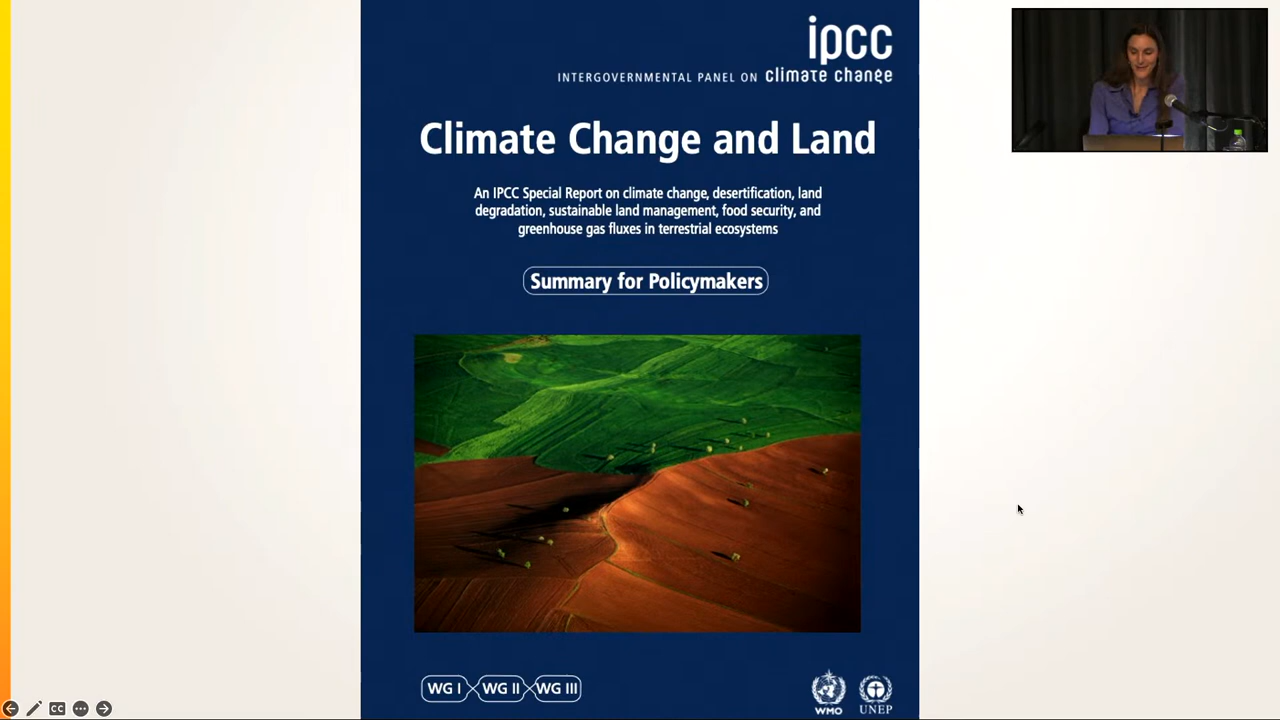 ipcc
INTERGOVERNMENTAL PANEL ON climate change
Climate Change and Land
An IPCC Special Report on climate change, desertification, land
degradation, sustainable land management, food security, and
greenhouse gas fluxes in terrestrial ecosystems
Summary for Policymakers
WG I WG II WG III
WMO UNEP
CC